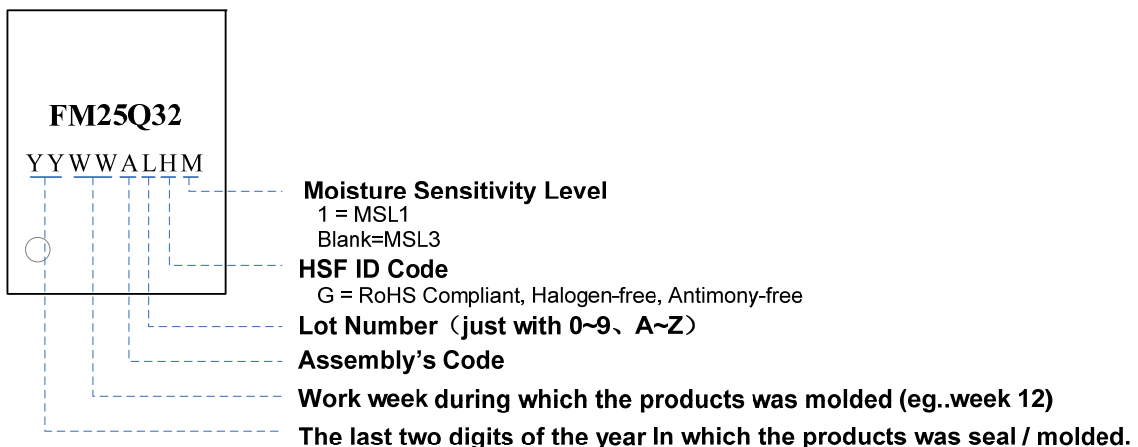 FM25Q32
YYWWALHM
Moisture Sensitivity Level
1 = MSL1
Blank=MSL3
HSF ID Code
G = RoHS Compliant, Halogen-free, Antimony-free
Lot Number（just with 0~9、A~Z）
Assembly's Code
Work week during which the products was molded (eg..week 12)
The last two digits of the year In which the products was seal / molded.